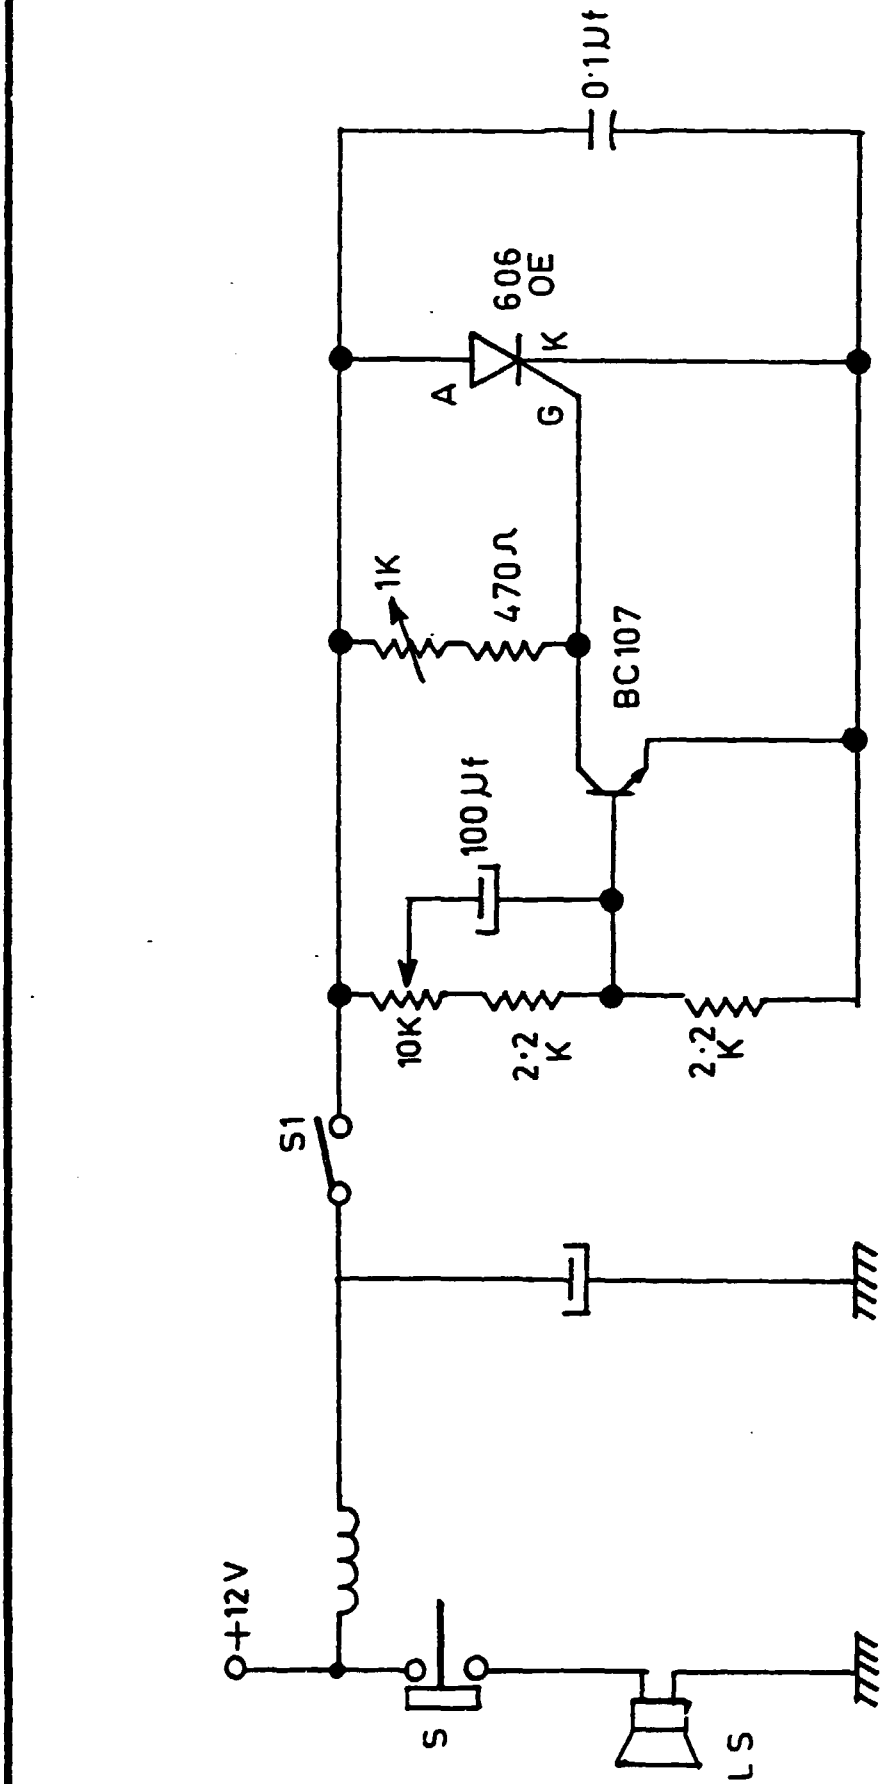 +12V
S
LS
S1
10K
2·2
K
2·2
K
100µf
BC107
1K
470Ω
A
G
K
606
OE
0·1µf